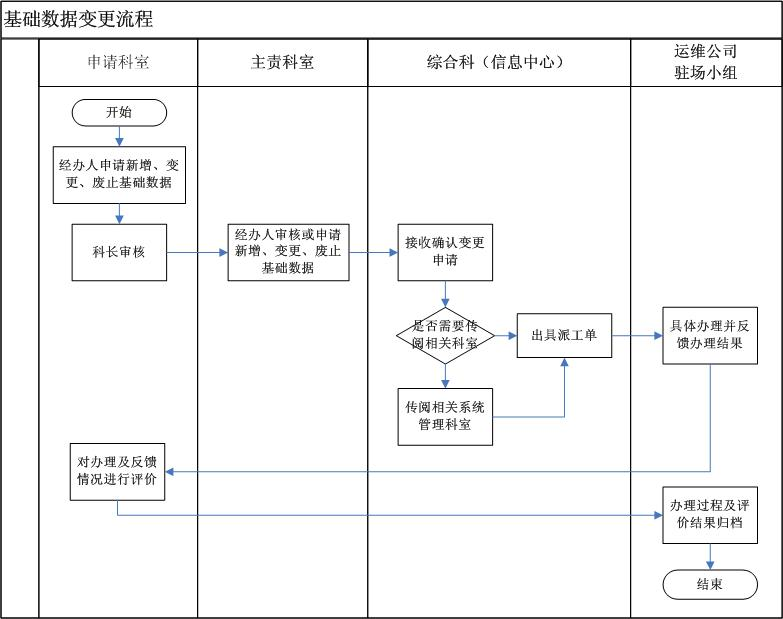 基础数据变更流程
申请科室
主责科室
综合科（信息中心）
运维公司
驻场小组
开始
经办人申请新增、变
更、废止基础数据
科长审核
经办人审核或申请
新增、变更、废止
基础数据
接收确认变更
申请
是否需要传
阅相关科室
出具派工单
具体办理并反
馈办理结果
传阅相关系统
管理科室
对办理及反馈
情况进行评价
办理过程及评
价结果归档
结束